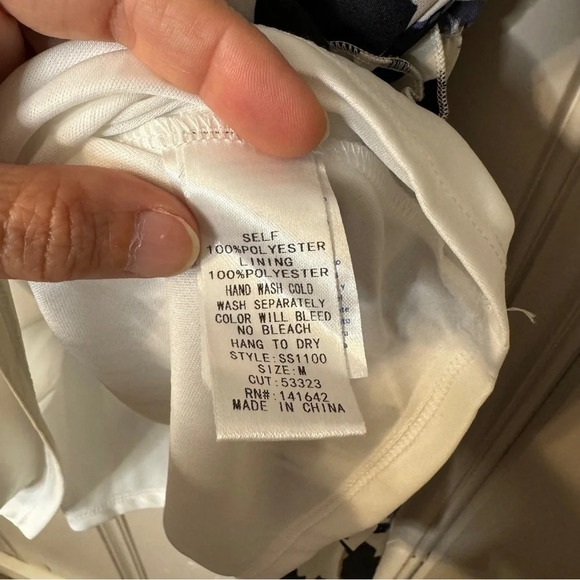 SELF
100%POLYESTER
LINING
100%POLYESTER
HAND WASH COLD
WASH SEPARATELY
COLOR WILL BLEED
NO BLEACH
HANG TO DRY
STYLE:SS1100
SIZE:M
CUT:53323
RN#:141642
MADE IN CHINA